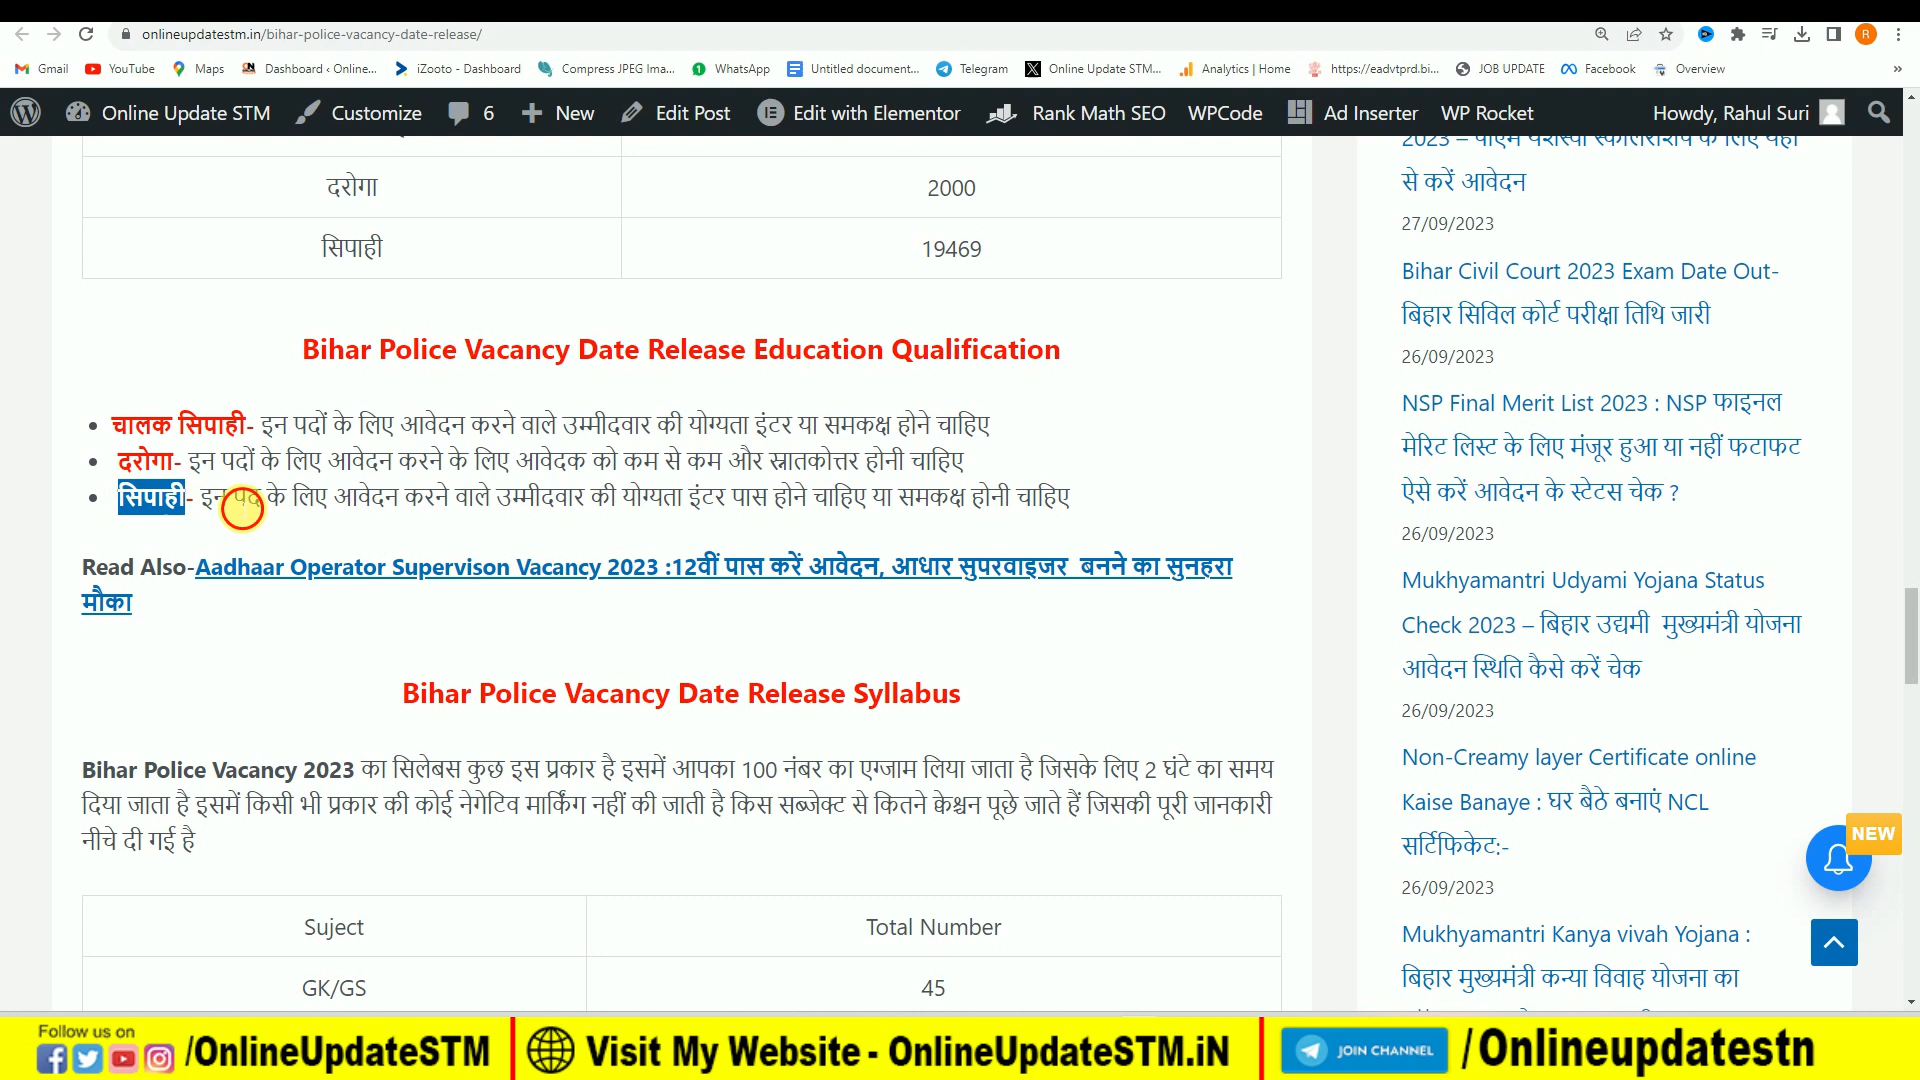 onlineupdatestm.in/bihar-police-vacancy-date-release/
R
Gmail YouTube Maps Dashboard ‹ Online... iZooto - Dashboard Compress JPEG Ima... WhatsApp Untitled document... Telegram Online Update STM... Analytics | Home https://eadvtprd.bi... JOB UPDATE Facebook Overview »
Online Update STM Customize 6 New Edit Post Edit with Elementor Rank Math SEO WPCode Ad Inserter WP Rocket Howdy, Rahul Suri
दरोगा 2000
सिपाही 19469
Bihar Police Vacancy Date Release Education Qualification
चालक सिपाही- इन पदों के लिए आवेदन करने वाले उम्मीदवार की योग्यता इंटर या समकक्ष होने चाहिए
दरोगा- इन पदों के लिए आवेदन करने के लिए आवेदक को कम से कम और स्नातकोत्तर होनी चाहिए
सिपाही- इन पद के लिए आवेदन करने वाले उम्मीदवार की योग्यता इंटर पास होने चाहिए या समकक्ष होनी चाहिए
Read Also-Aadhaar Operator Supervison Vacancy 2023 :12वीं पास करें आवेदन, आधार सुपरवाइजर बनने का सुनहरा
मौका
Bihar Police Vacancy Date Release Syllabus
Bihar Police Vacancy 2023 का सिलेबस कुछ इस प्रकार है इसमें आपका 100 नंबर का एग्जाम लिया जाता है जिसके लिए 2 घंटे का समय
दिया जाता है इसमें किसी भी प्रकार की कोई नेगेटिव मार्किंग नहीं की जाती है किस सब्जेक्ट से कितने क्वेश्चन पूछे जाते हैं जिसकी पूरी जानकारी
नीचे दी गई है
Suject Total Number
GK/GS 45
2023 – पीएम यशस्वी स्कॉलरशिप के लिए यहां
से करें आवेदन
27/09/2023
Bihar Civil Court 2023 Exam Date Out-
बिहार सिविल कोर्ट परीक्षा तिथि जारी
26/09/2023
NSP Final Merit List 2023 : NSP फाइनल
मेरिट लिस्ट के लिए मंजूर हुआ या नहीं फटाफट
ऐसे करें आवेदन के स्टेटस चेक ?
26/09/2023
Mukhyamantri Udyami Yojana Status
Check 2023 – बिहार उद्यमी मुख्यमंत्री योजना
आवेदन स्थिति कैसे करें चेक
26/09/2023
Non-Creamy layer Certificate online
Kaise Banaye : घर बैठे बनाएं NCL
सर्टिफिकेट:-
26/09/2023
Mukhyamantri Kanya vivah Yojana :
बिहार मुख्यमंत्री कन्या विवाह योजना का
NEW
Follow us on
/OnlineUpdateSTM
Visit My Website - OnlineUpdateSTM.iN
JOIN CHANNEL
/Onlineupdatestn